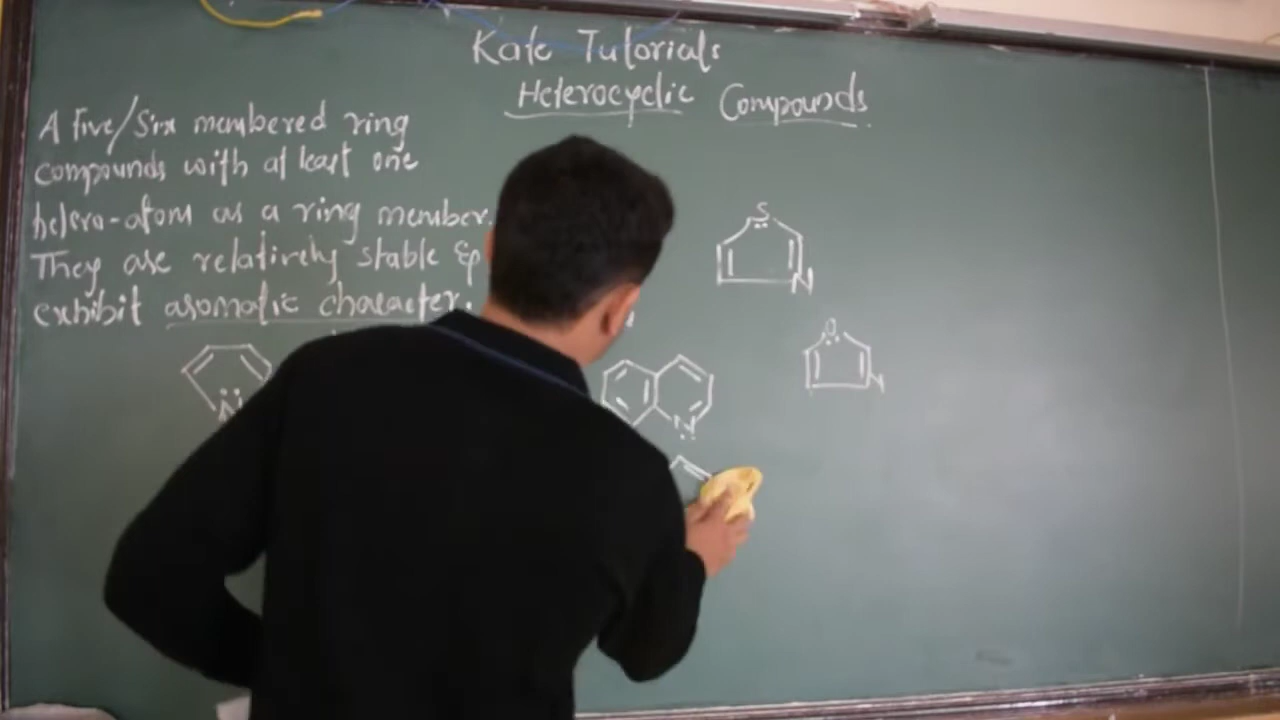 Kate Tutorials
Heterocyclic Compounds
A Five/Six membered ring
compounds with at least one
hetero-atom as a ring member.
They are relatively stable &
exhibit aromatic character.
S
N
O
N
N
N